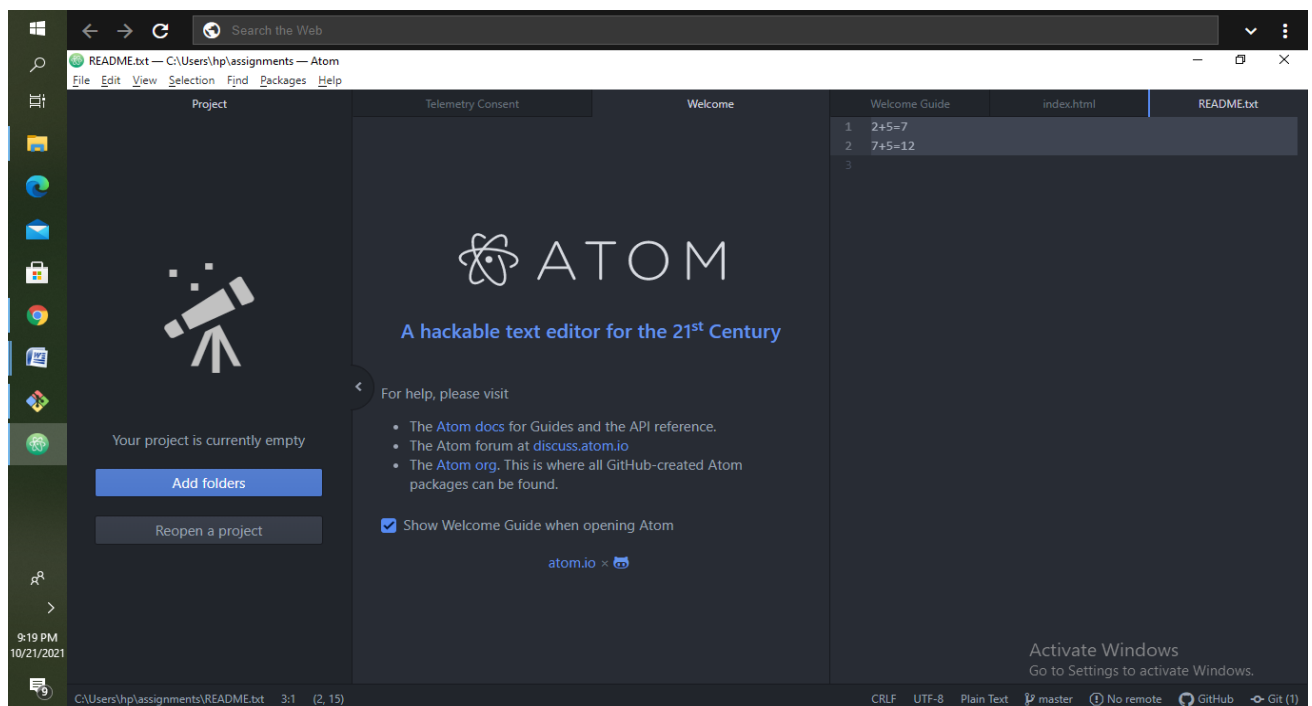 Search the Web
README.txt — C:\Users\hp\assignments — Atom
File Edit View Selection Find Packages Help
Project
Telemetry Consent
Welcome
Welcome Guide
index.html
README.txt
1 2+5=7
2 7+5=12
3
ATOM
A hackable text editor for the 21st Century
For help, please visit
• The Atom docs for Guides and the API reference.
• The Atom forum at discuss.atom.io
• The Atom org. This is where all GitHub-created Atom
packages can be found.
Show Welcome Guide when opening Atom
atom.io ×
Your project is currently empty
Add folders
Reopen a project
Activate Windows
Go to Settings to activate Windows.
9:19 PM
10/21/2021
9
C:\Users\hp\assignments\README.txt 3:1 (2, 15)
CRLF UTF-8 Plain Text master No remote GitHub Git (1)